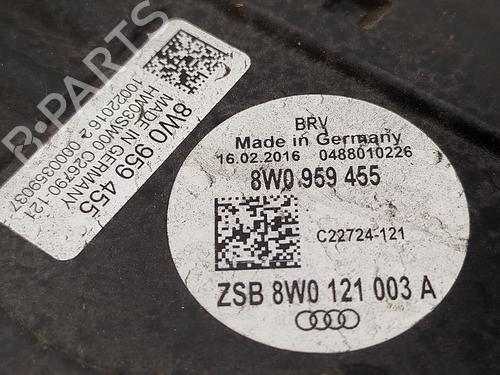 B-PARTS
8W0 959 455
MADE IN GERMANY
HW03SW00 C26790-121
10022016 2 0000359037
BRV
Made in Germany
16.02.2016 0488010226
8W0 959 455
C22724-121
ZSB 8W0 121 003 A